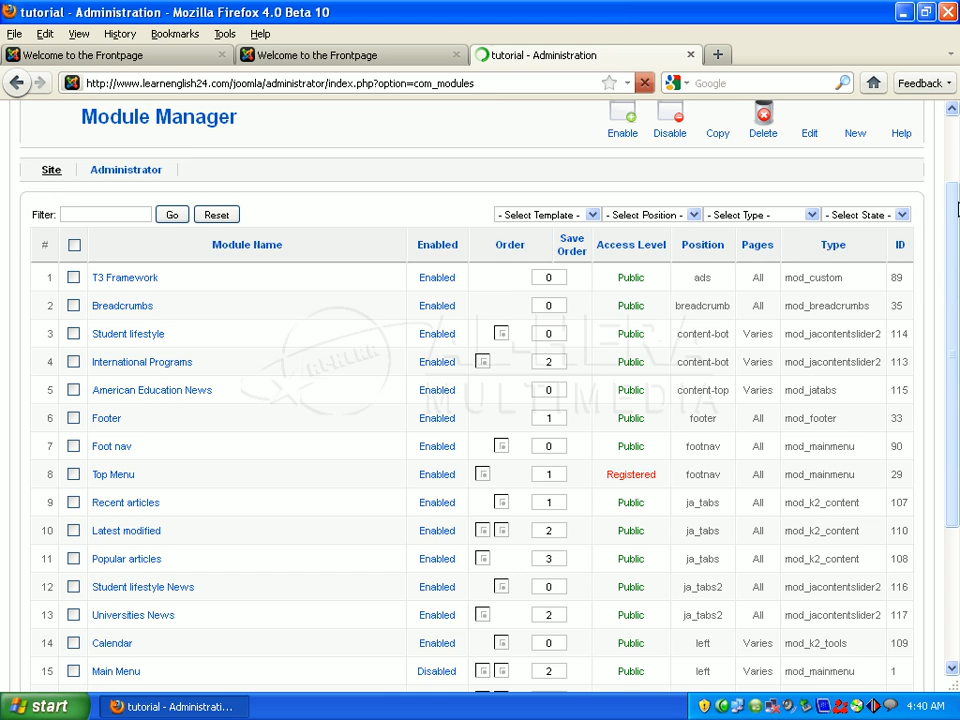 tutorial - Administration - Mozilla Firefox 4.0 Beta 10
File Edit View History Bookmarks Tools Help
Welcome to the Frontpage Welcome to the Frontpage tutorial - Administration
http://www.learnenglish24.com/joomla/administrator/index.php?option=com_modules Google Feedback
Module Manager
Enable Disable Copy Delete Edit New Help
Site Administrator
Filter: Go Reset - Select Template - - Select Position - - Select Type - - Select State -
# Module Name Enabled Order Save Order Access Level Position Pages Type ID
1 T3 Framework Enabled 0 Public ads All mod_custom 89
2 Breadcrumbs Enabled 0 Public breadcrumb All mod_breadcrumbs 35
3 Student lifestyle Enabled 0 Public content-bot Varies mod_jacontentslider2 114
4 International Programs Enabled 2 Public content-bot Varies mod_jacontentslider2 113
5 American Education News Enabled 0 Public content-top Varies mod_jatabs 115
6 Footer Enabled 1 Public footer All mod_footer 33
7 Foot nav Enabled 0 Public footnav All mod_mainmenu 90
8 Top Menu Enabled 1 Registered footnav All mod_mainmenu 29
9 Recent articles Enabled 1 Public ja_tabs All mod_k2_content 107
10 Latest modified Enabled 2 Public ja_tabs All mod_k2_content 110
11 Popular articles Enabled 3 Public ja_tabs All mod_k2_content 108
12 Student lifestyle News Enabled 0 Public ja_tabs2 All mod_jacontentslider2 116
13 Universities News Enabled 2 Public ja_tabs2 All mod_jacontentslider2 117
14 Calendar Enabled 0 Public left Varies mod_k2_tools 109
15 Main Menu Disabled 2 Public left Varies mod_mainmenu 1
AL-HERA
AL-HERA
MULTIMEDIA
start tutorial - Administrati... 4:40 AM